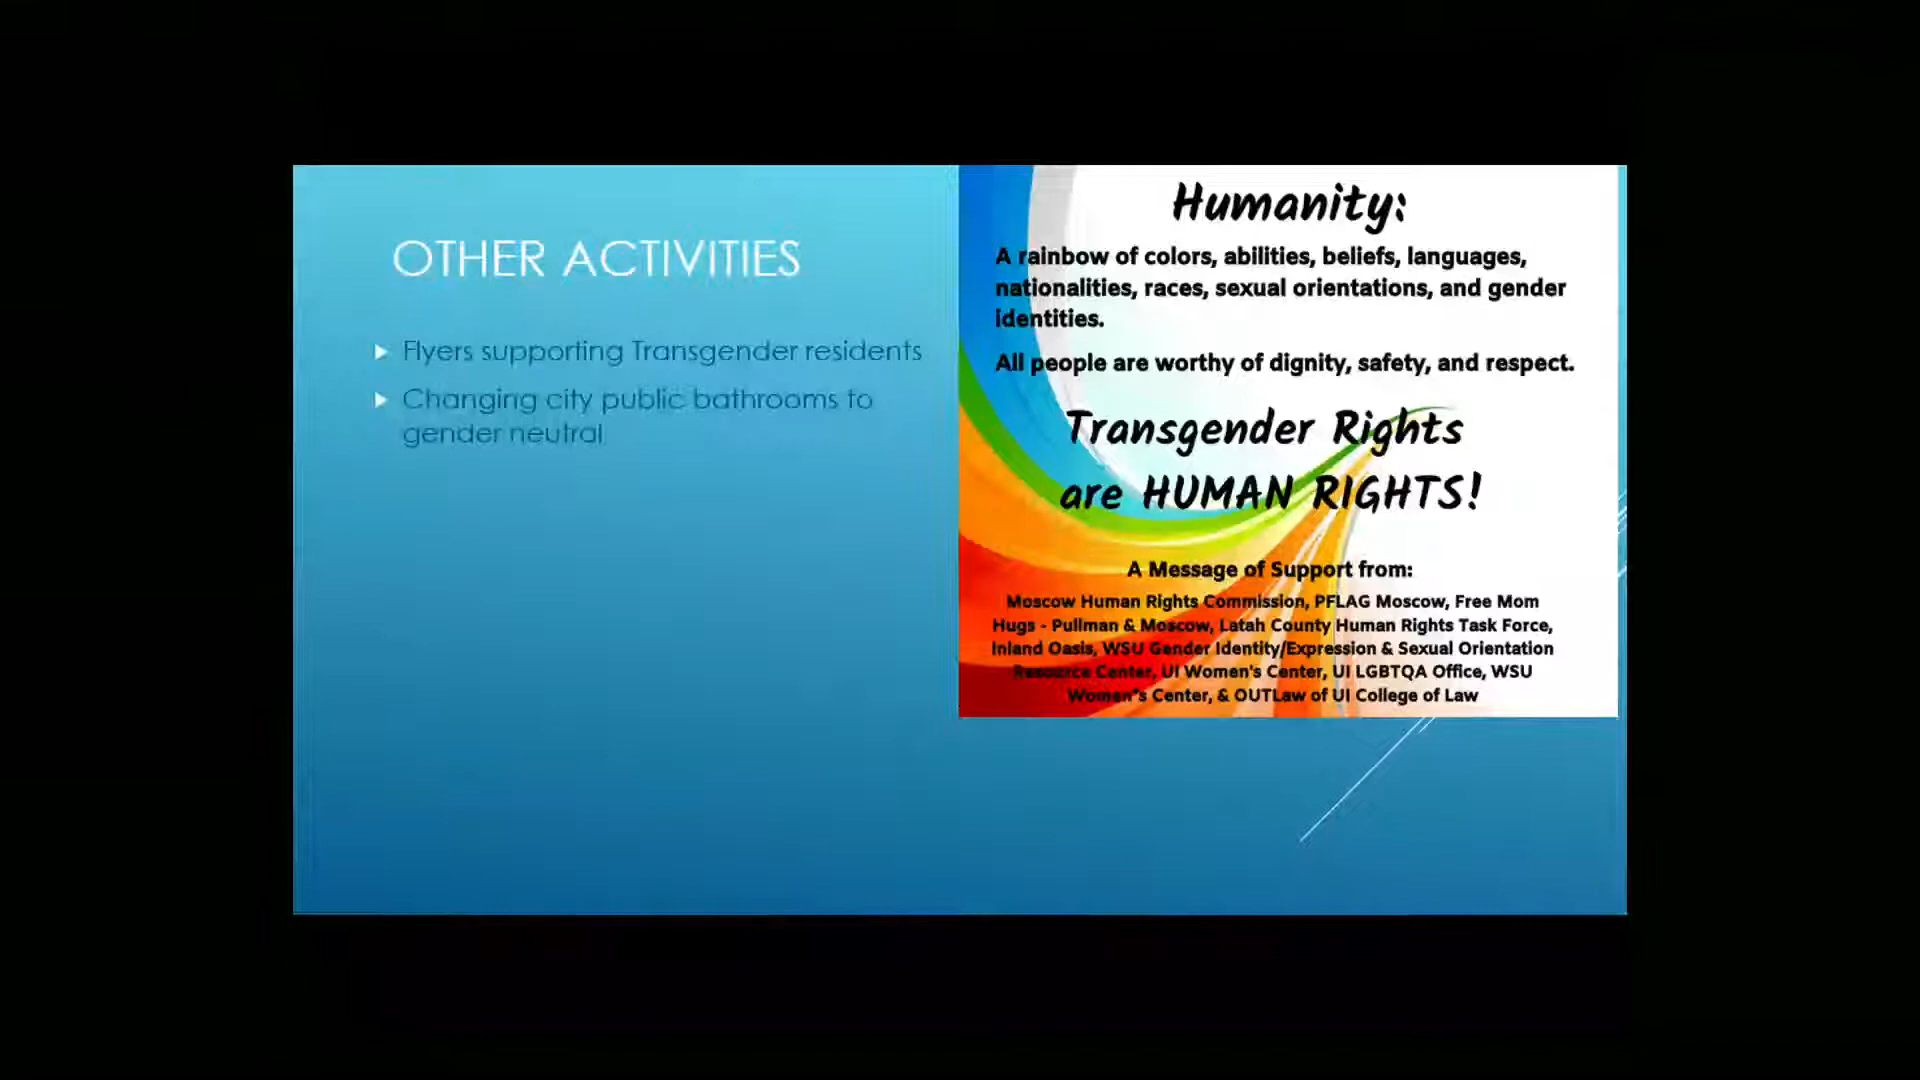 OTHER ACTIVITIES
Flyers supporting Transgender residents
Changing city public bathrooms to
gender neutral
Humanity:
A rainbow of colors, abilities, beliefs, languages,
nationalities, races, sexual orientations, and gender
identities.
All people are worthy of dignity, safety, and respect.
Transgender Rights
are HUMAN RIGHTS!
A Message of Support from:
Moscow Human Rights Commission, PFLAG Moscow, Free Mom
Hugs - Pullman & Moscow, Latah County Human Rights Task Force,
Inland Oasis, WSU Gender Identity/Expression & Sexual Orientation
Resource Center, UI Women's Center, UI LGBTQA Office, WSU
Women"s Center, & OUTLaw of UI College of Law